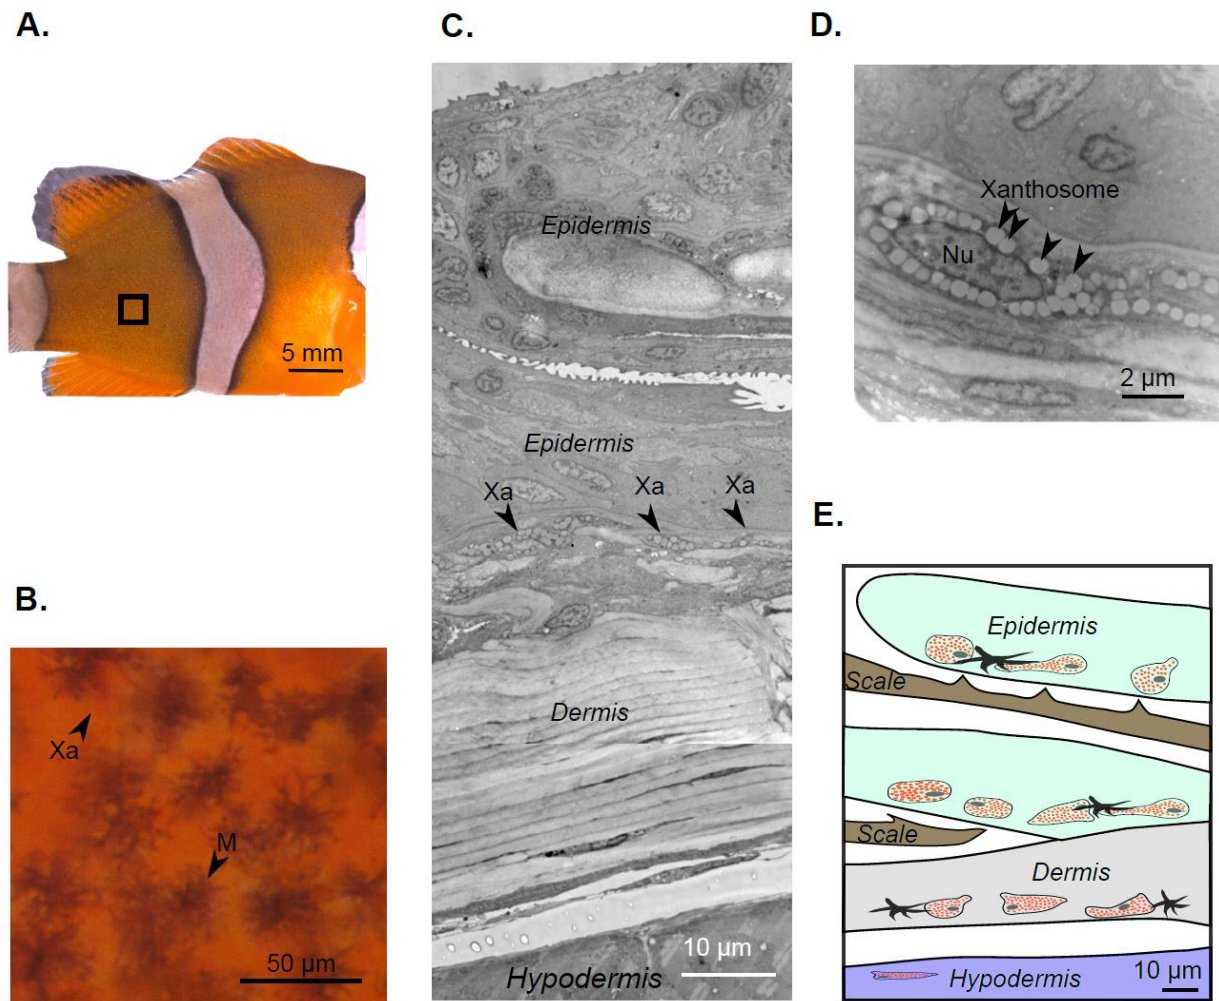 A.
5 mm
B.
Xa
M
50 μm
C.
Epidermis
Epidermis
Xa
Xa
Xa
Dermis
10 μm
Hypodermis
D.
Xanthosome
Nu
2 μm
E.
Epidermis
Scale
Scale
Dermis
Hypodermis
10 μm